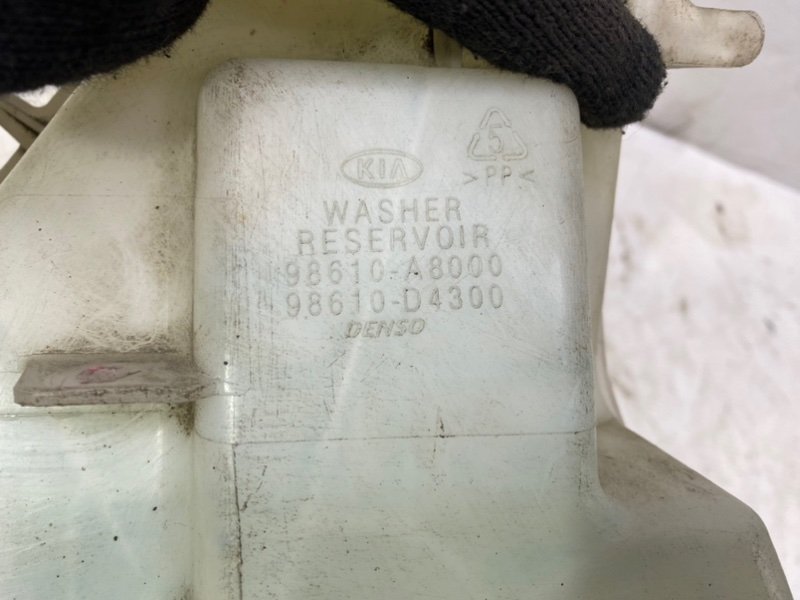 5
KIA
>PP<
WASHER
RESERVOIR
98610-A8000
98610-D4300
DENSO